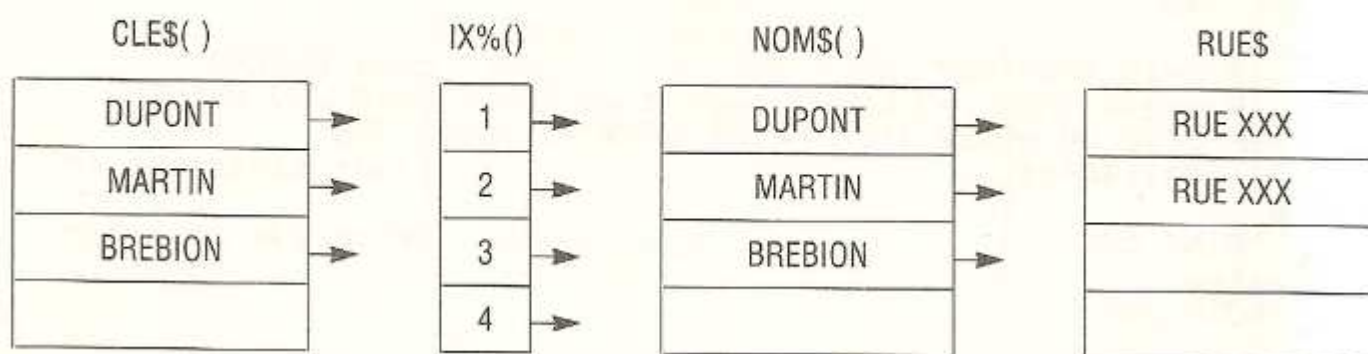 CLE$( ) IX%() NOM$( ) RUE$
DUPONT 1 DUPONT RUE XXX
MARTIN 2 MARTIN RUE XXX
BREBION 3 BREBION
4